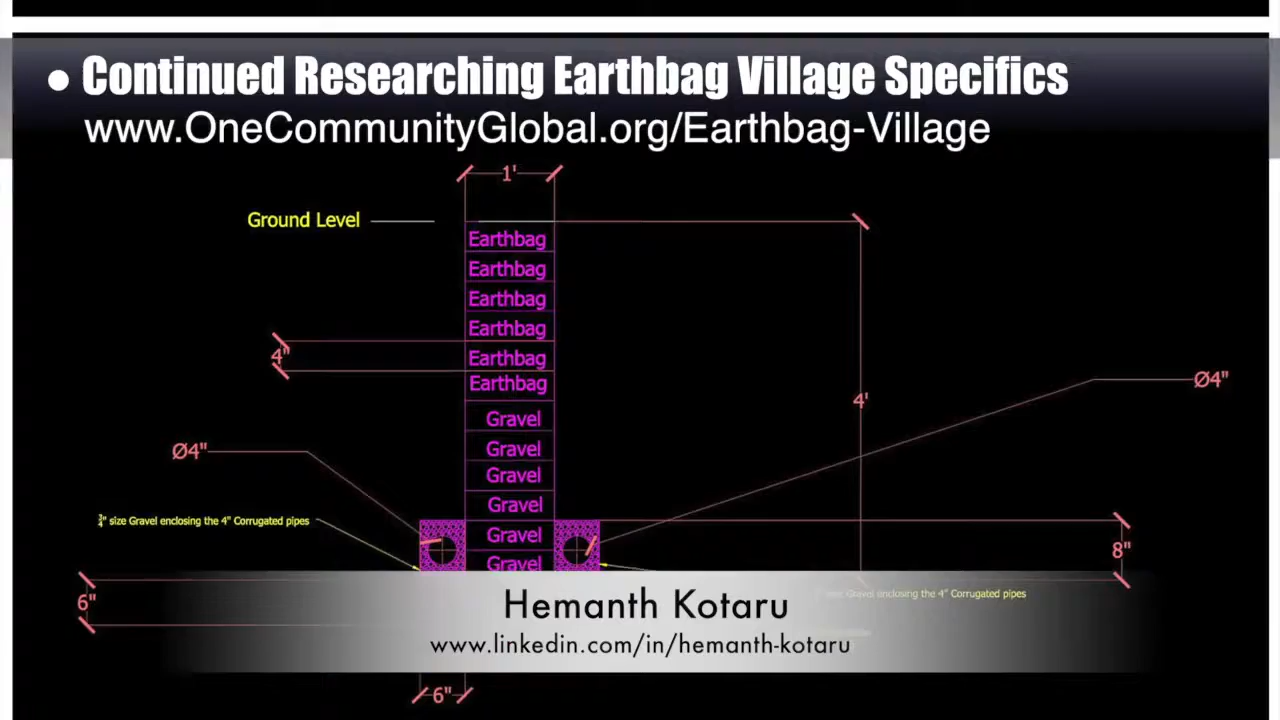 • Continued Researching Earthbag Village Specifics
www.OneCommunityGlobal.org/Earthbag-Village
1'
Ground Level
Earthbag
Earthbag
Earthbag
Earthbag
4"
Earthbag
Earthbag
Ø4"
4'
Gravel
Gravel
Ø4"
Gravel
Gravel
¾" size Gravel enclosing the 4" Corrugated pipes
Gravel
8"
Gravel
Gravel enclosing the 4" Corrugated pipes
6"
Hemanth Kotaru
www.linkedin.com/in/hemanth-kotaru
6"